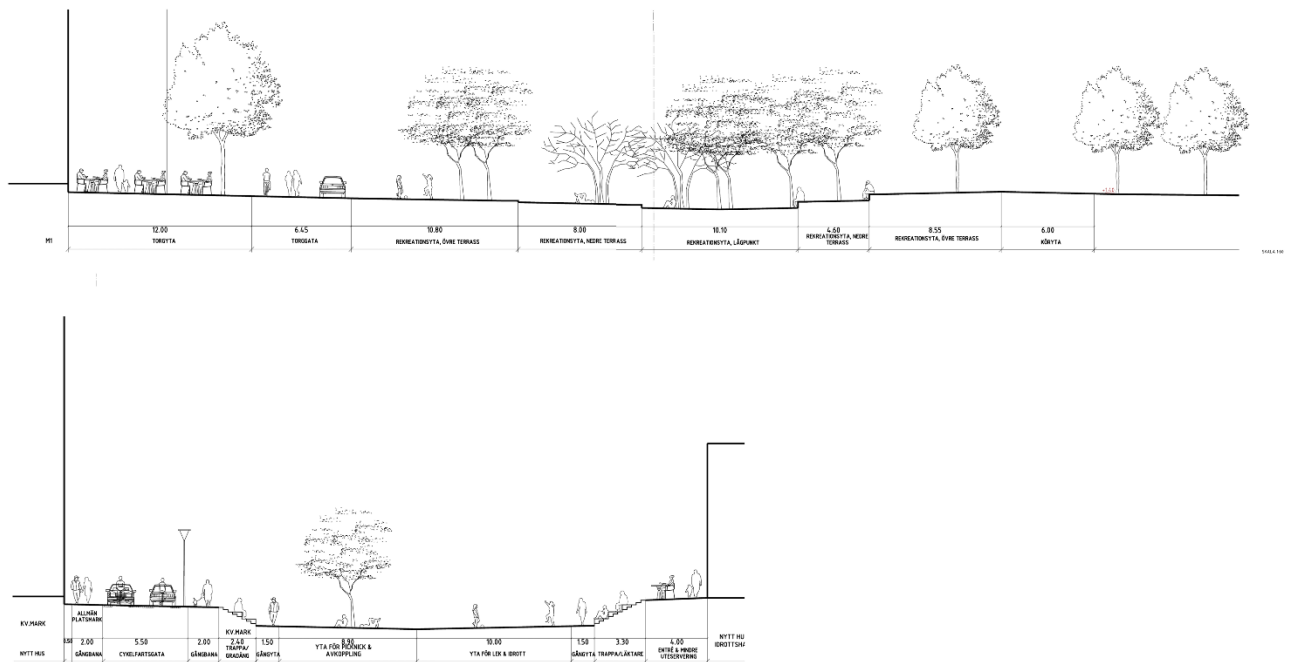 12.00 6.45 10.80 8.00 10.10 4.60 8.55 6.00
M1 TORGYTA TORGGATA REKREATIONSYTA, ÖVRE TERRASS REKREATIONSYTA, NEDRE TERRASS REKREATIONSYTA, LÅGPUNKT REKREATIONSYTA, NEDRE TERRASS REKREATIONSYTA, ÖVRE TERRASS KÖRYTA
ALLMÄN
PLATSMARK
KV.MARK
KV.MARK
2.00 5.50 2.00 2.40 1.50 8.90 10.00 1.50 3.30 4.00
NYTT HUS GÅNGBANA CYKELFARTSGATA GÅNGBANA TRAPPA/ GRADÄNG GÅNGYTA YTA FÖR PICKNICK & AVKOPPLING YTA FÖR LEK & IDROTT GÅNGYTA TRAPPA/LÄKTARE ENTRÉ & MINDRE UTESERVERING
NYTT HU
IDROTTSHA